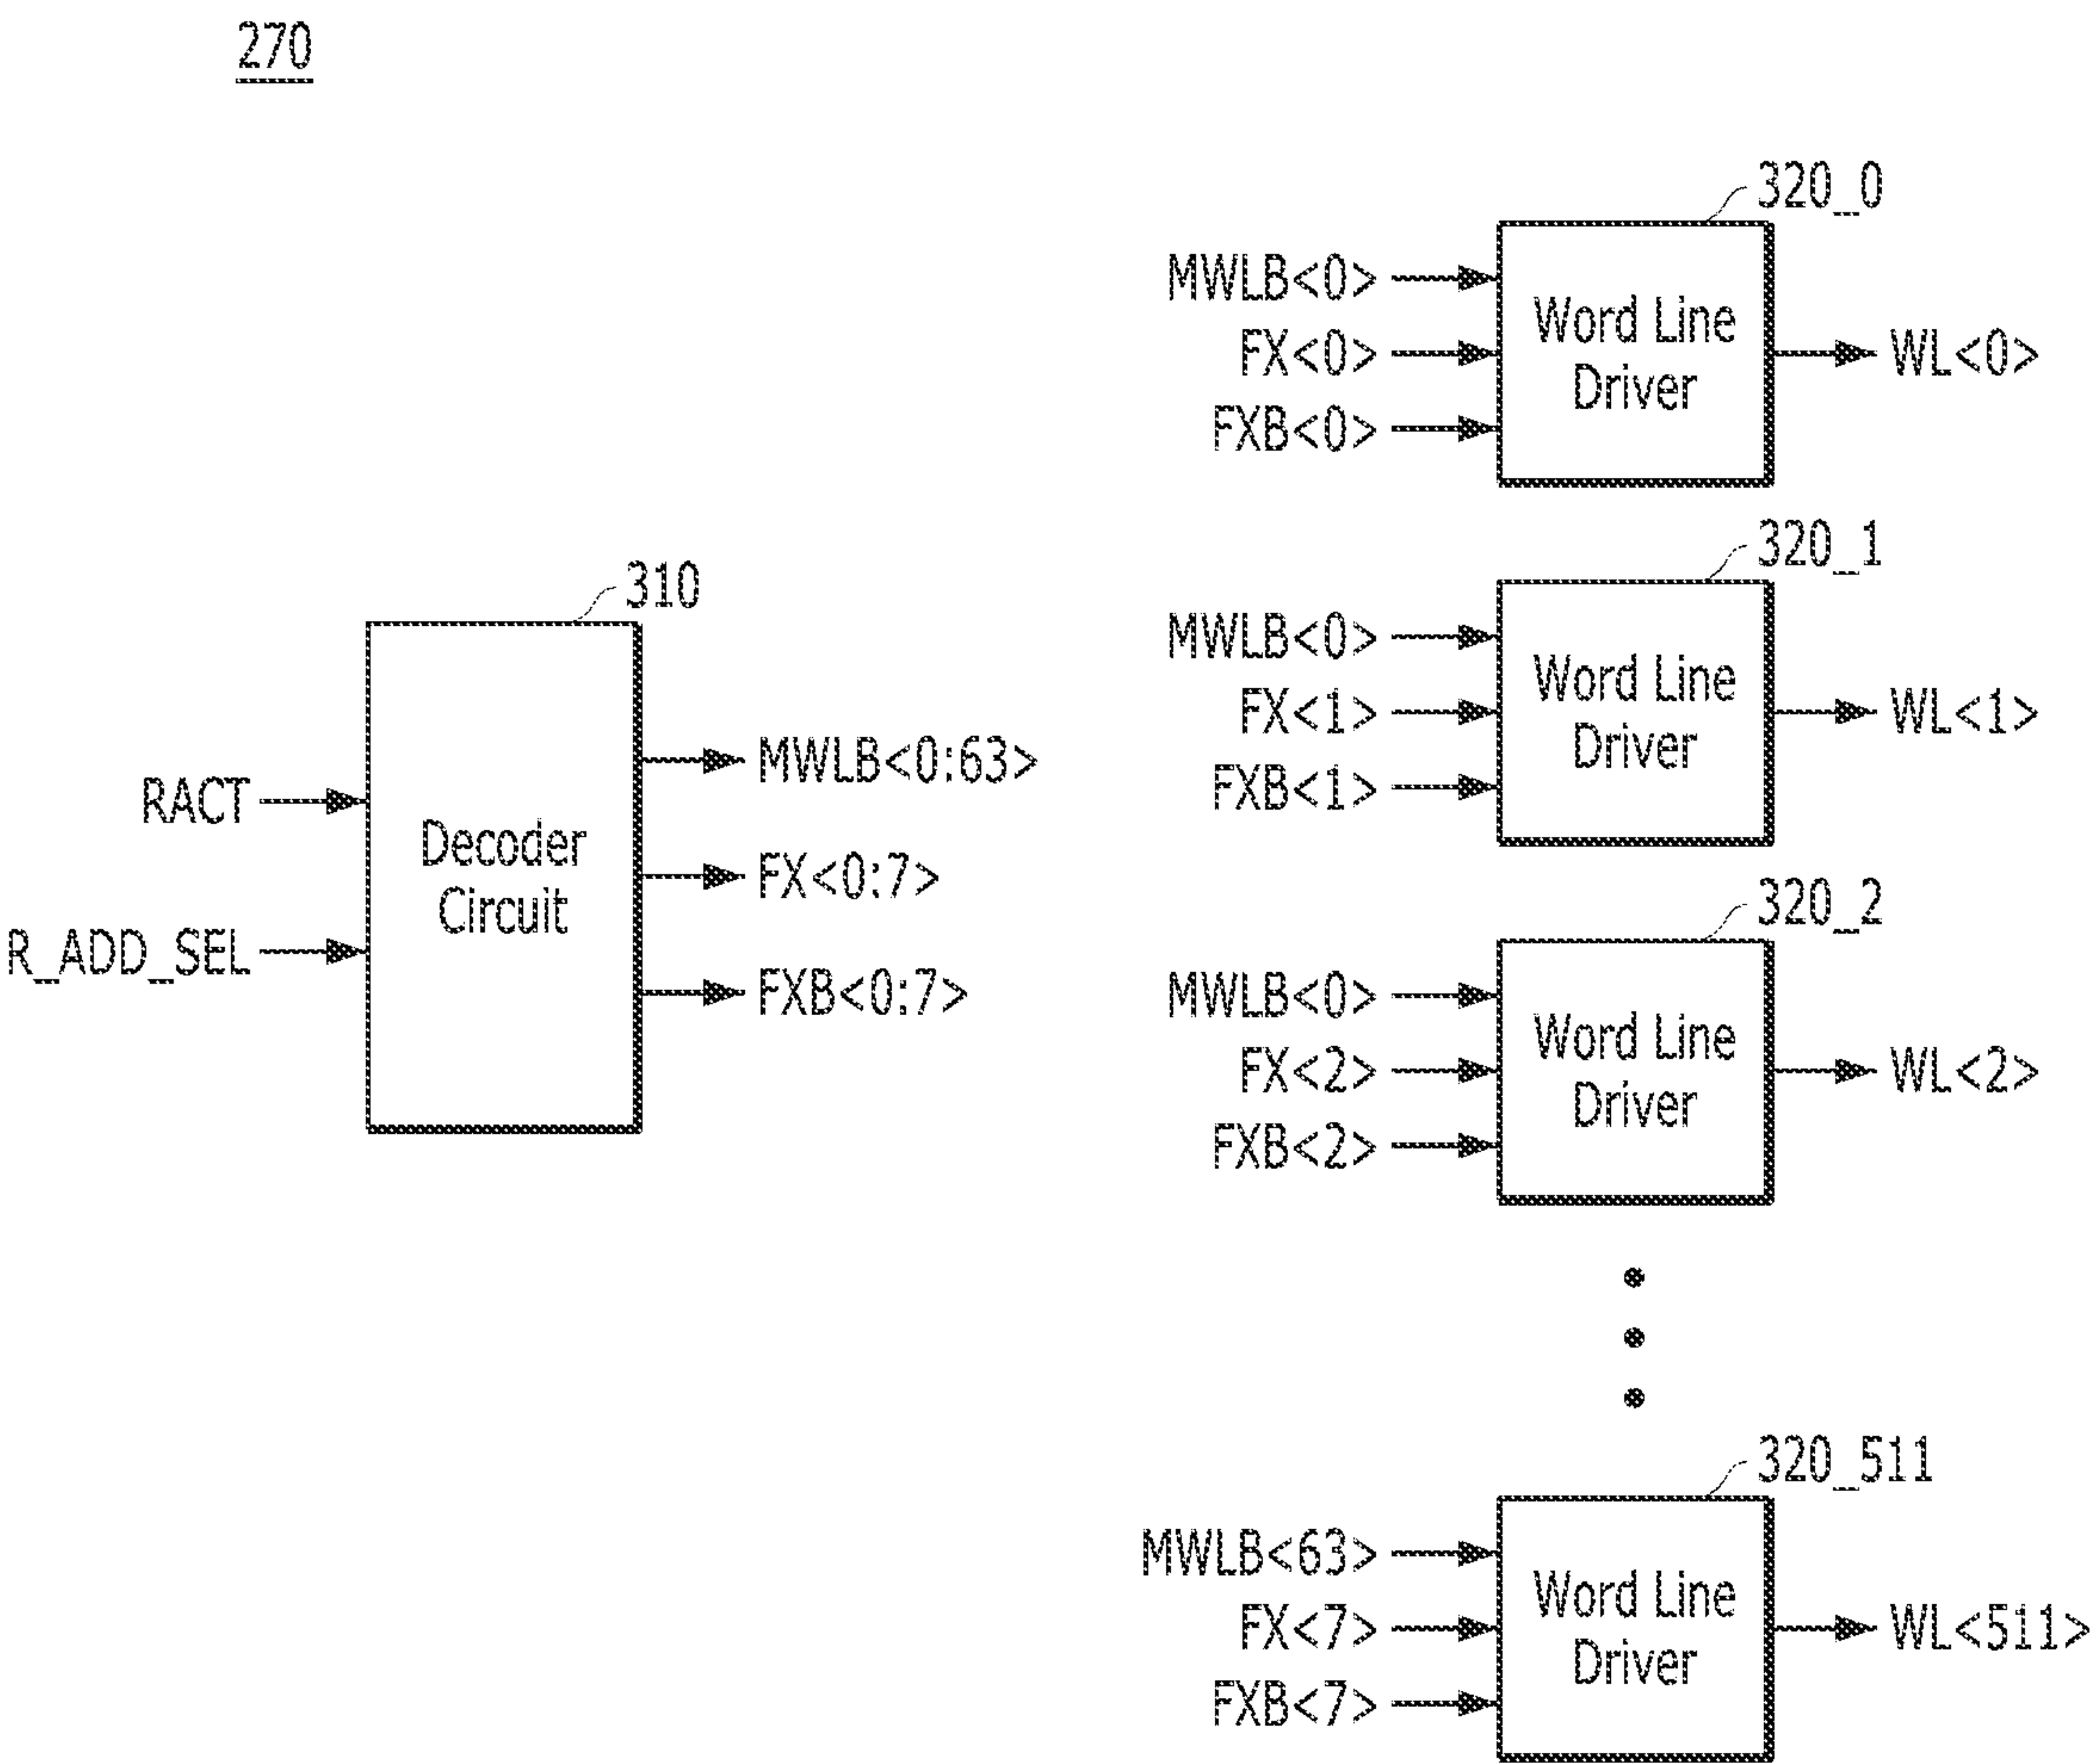 270
310
RACT
R_ADD_SEL
Decoder
Circuit
MWLB<0:63>
FX<0:7>
FXB<0:7>
320_0
MWLB<0>
FX<0>
FXB<0>
Word Line
Driver
WL<0>
320_1
MWLB<0>
FX<1>
FXB<1>
Word Line
Driver
WL<1>
320_2
MWLB<0>
FX<2>
FXB<2>
Word Line
Driver
WL<2>
320_511
MWLB<63>
FX<7>
FXB<7>
Word Line
Driver
WL<511>